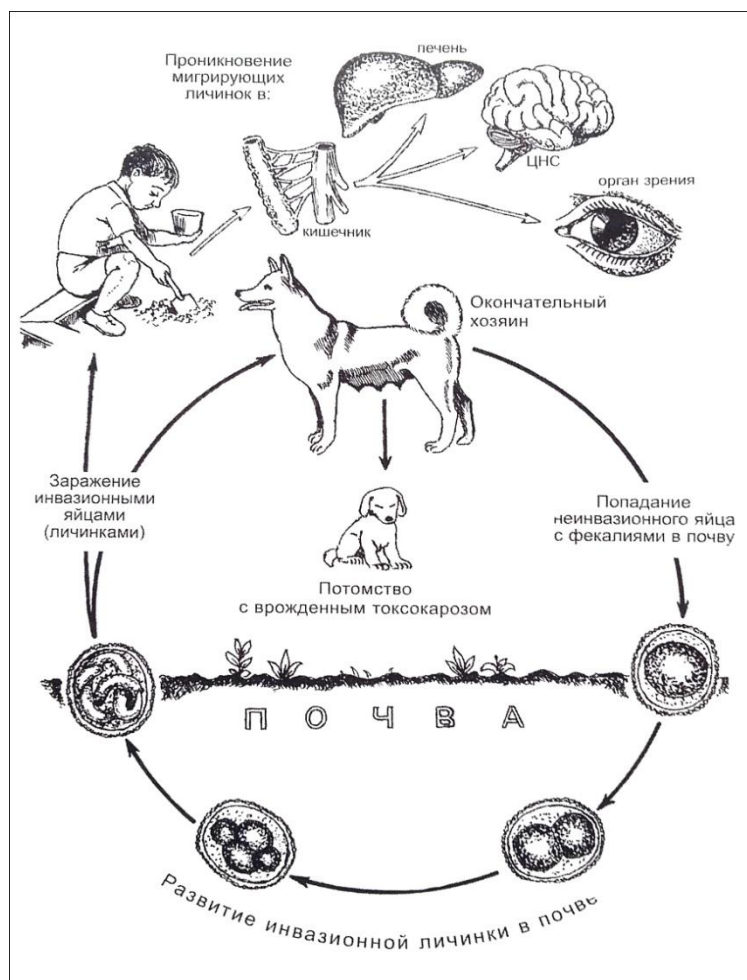 Проникновение
мигрирующих
личинок в:
печень
ЦНС
орган зрения
кишечник
Окончательный
хозяин
Заражение
инвазионными
яйцами
(личинками)
Попадание
неинвазионного яйца
с фекалиями в почву
Потомство
с врожденным токсокарозом
ПОЧВА
Развитие инвазионной личинки в почве